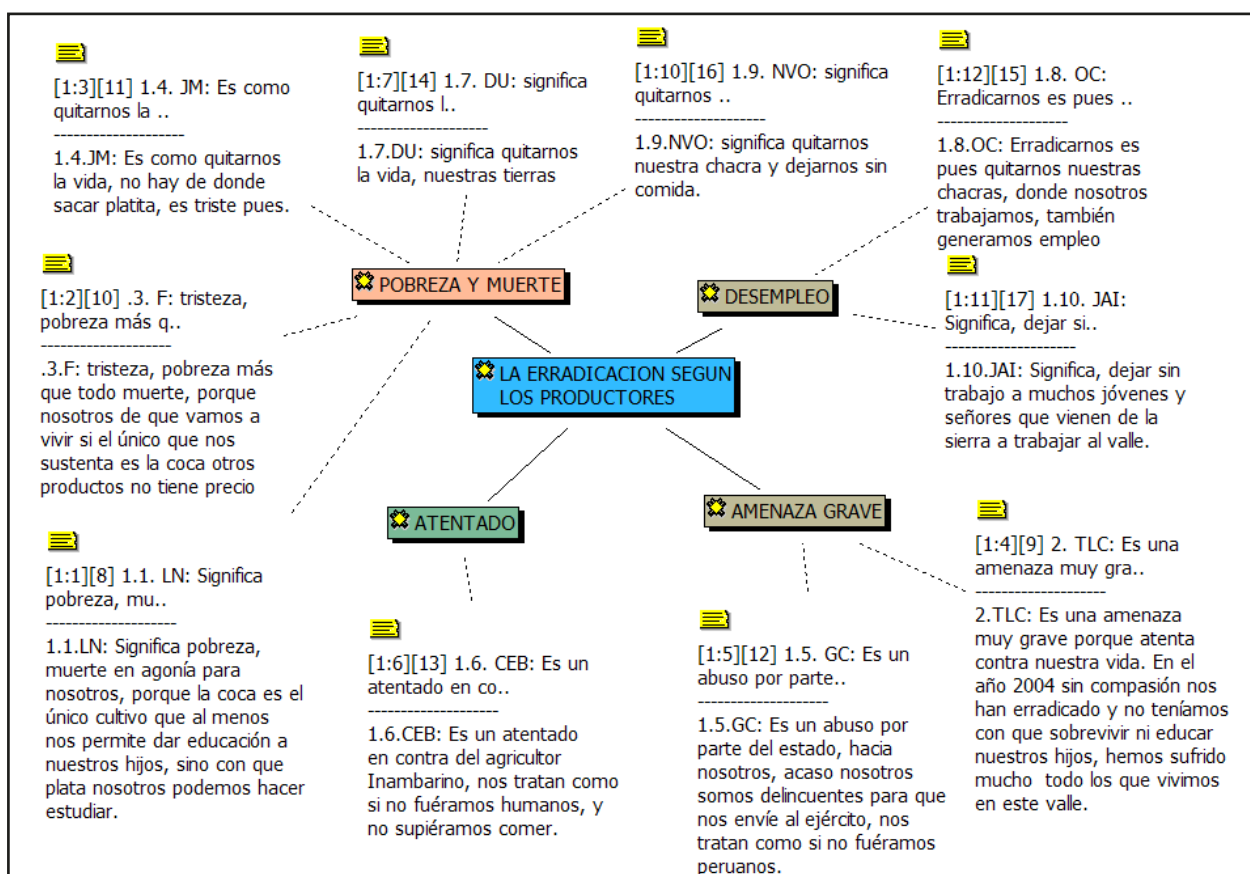 [1:3][11] 1.4. JM: Es como
quitarnos la ..
--------------------
1.4.JM: Es como quitarnos
la vida, no hay de donde
sacar platita, es triste pues.
[1:7][14] 1.7. DU: significa
quitarnos l..
--------------------
1.7.DU: significa quitarnos
la vida, nuestras tierras
[1:10][16] 1.9. NVO: significa
quitarnos ..
--------------------
1.9.NVO: significa quitarnos
nuestra chacra y dejarnos sin
comida.
[1:12][15] 1.8. OC:
Erradicarnos es pues ..
--------------------
1.8.OC: Erradicarnos es
pues quitarnos nuestras
chacras, donde nosotros
trabajamos, también
generamos empleo
POBREZA Y MUERTE
DESEMPLEO
[1:2][10] .3. F: tristeza,
pobreza más q..
--------------------
.3.F: tristeza, pobreza más
que todo muerte, porque
nosotros de que vamos a
vivir si el único que nos
sustenta es la coca otros
productos no tiene precio
[1:11][17] 1.10. JAI:
Significa, dejar si..
--------------------
1.10.JAI: Significa, dejar sin
trabajo a muchos jóvenes y
señores que vienen de la
sierra a trabajar al valle.
LA ERRADICACION SEGUN
LOS PRODUCTORES
ATENTADO
AMENAZA GRAVE
[1:1][8] 1.1. LN: Significa
pobreza, mu..
--------------------
1.1.LN: Significa pobreza,
muerte en agonía para
nosotros, porque la coca es el
único cultivo que al menos
nos permite dar educación a
nuestros hijos, sino con que
plata nosotros podemos hacer
estudiar.
[1:6][13] 1.6. CEB: Es un
atentado en co..
--------------------
1.6.CEB: Es un atentado
en contra del agricultor
Inambarino, nos tratan como
si no fuéramos humanos, y
no supiéramos comer.
[1:5][12] 1.5. GC: Es un
abuso por parte..
--------------------
1.5.GC: Es un abuso por
parte del estado, hacia
nosotros, acaso nosotros
somos delincuentes para que
nos envíe al ejército, nos
tratan como si no fuéramos
peruanos.
[1:4][9] 2. TLC: Es una
amenaza muy gra..
--------------------
2.TLC: Es una amenaza
muy grave porque atenta
contra nuestra vida. En el
año 2004 sin compasión nos
han erradicado y no teníamos
con que sobrevivir ni educar
nuestros hijos, hemos sufrido
mucho todo los que vivimos
en este valle.